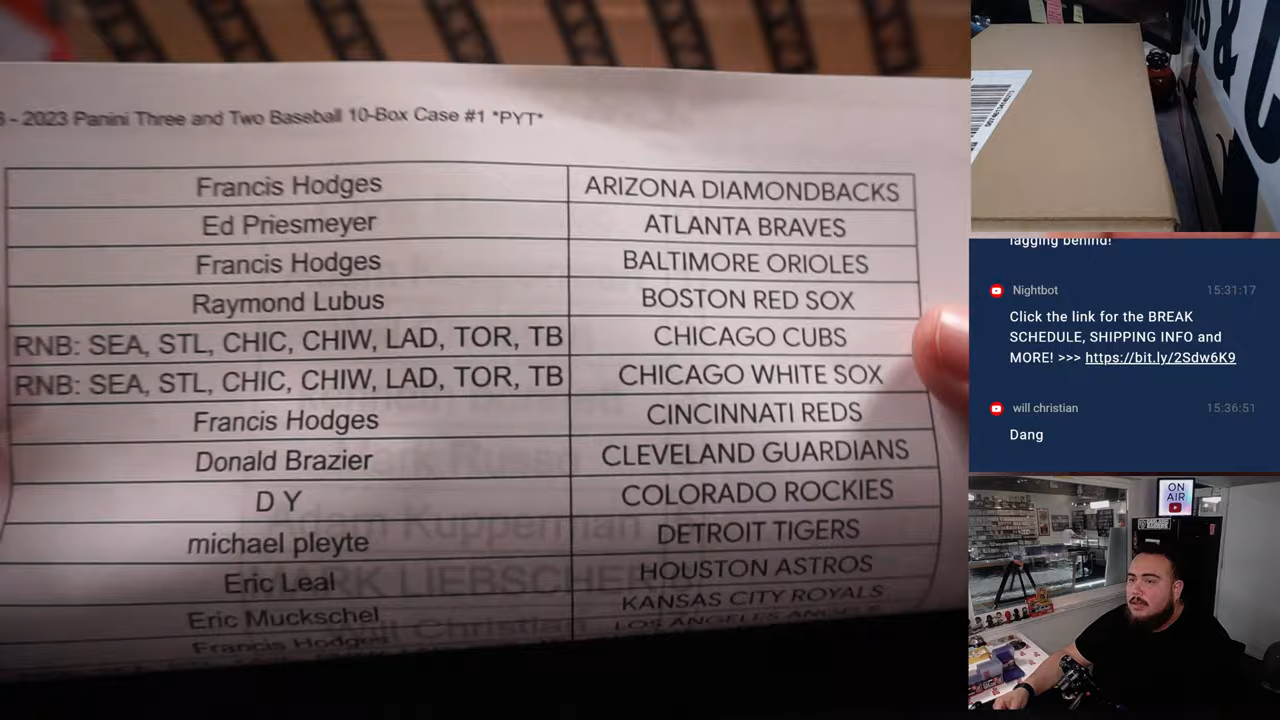 - 2023 Panini Three and Two Baseball 10-Box Case #1 *PYT*
Francis Hodges ARIZONA DIAMONDBACKS
Ed Priesmeyer ATLANTA BRAVES
Francis Hodges BALTIMORE ORIOLES
Raymond Lubus BOSTON RED SOX
RNB: SEA, STL, CHIC, CHIW, LAD, TOR, TB CHICAGO CUBS
RNB: SEA, STL, CHIC, CHIW, LAD, TOR, TB CHICAGO WHITE SOX
Francis Hodges CINCINNATI REDS
Donald Brazier CLEVELAND GUARDIANS
D Y COLORADO ROCKIES
michael pleyte DETROIT TIGERS
Eric Leal HOUSTON ASTROS
Eric Muckschel KANSAS CITY ROYALS
Francis Hodges LOS ANGELES ANGELS
lagging behind!
Nightbot 15:31:17
Click the link for the BREAK
SCHEDULE, SHIPPING INFO and
MORE! >>> https://bit.ly/2Sdw6K9
will christian 15:36:51
Dang
ON
AIR